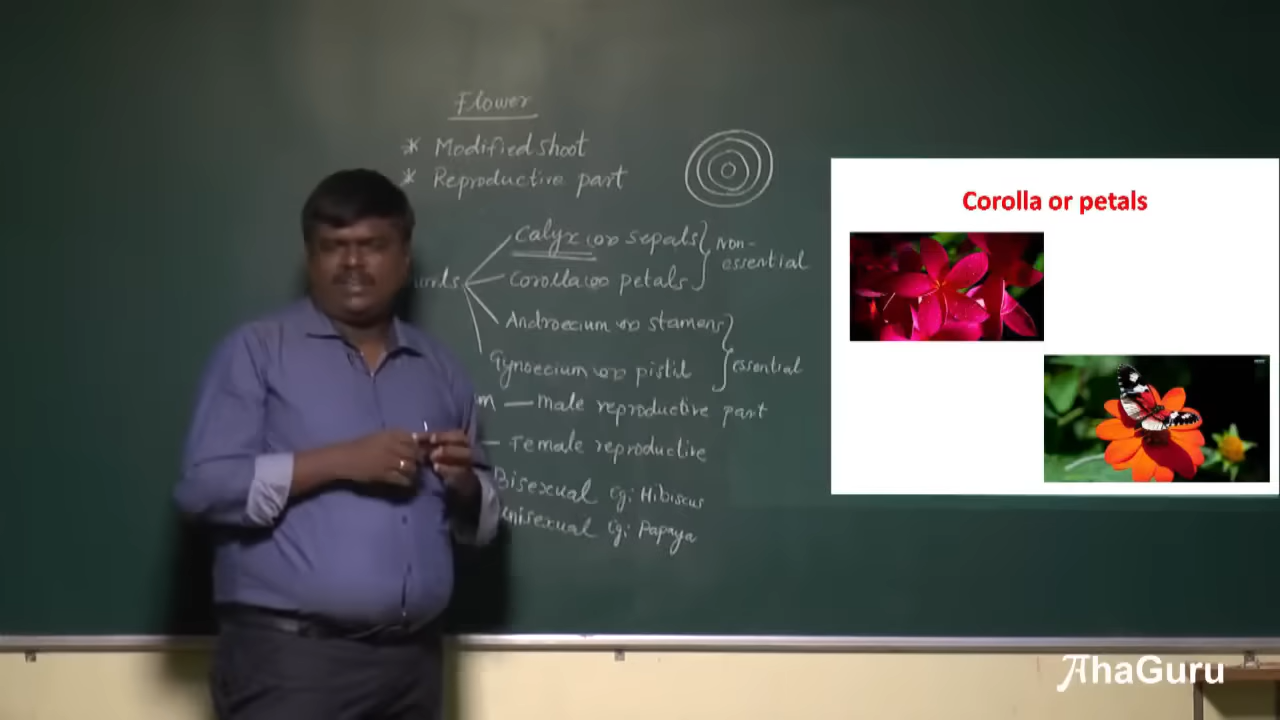 Flower
* Modified shoot
* Reproductive part
Calyx (or) sepals
Corolla (or) petals
Non-
essential
Androecium or stamens
Gynoecium or pistil
essential
— Male reproductive part
— Female reproductive
Bisexual Eg: Hibiscus
Unisexual Eg: Papaya
Corolla or petals
AhaGuru